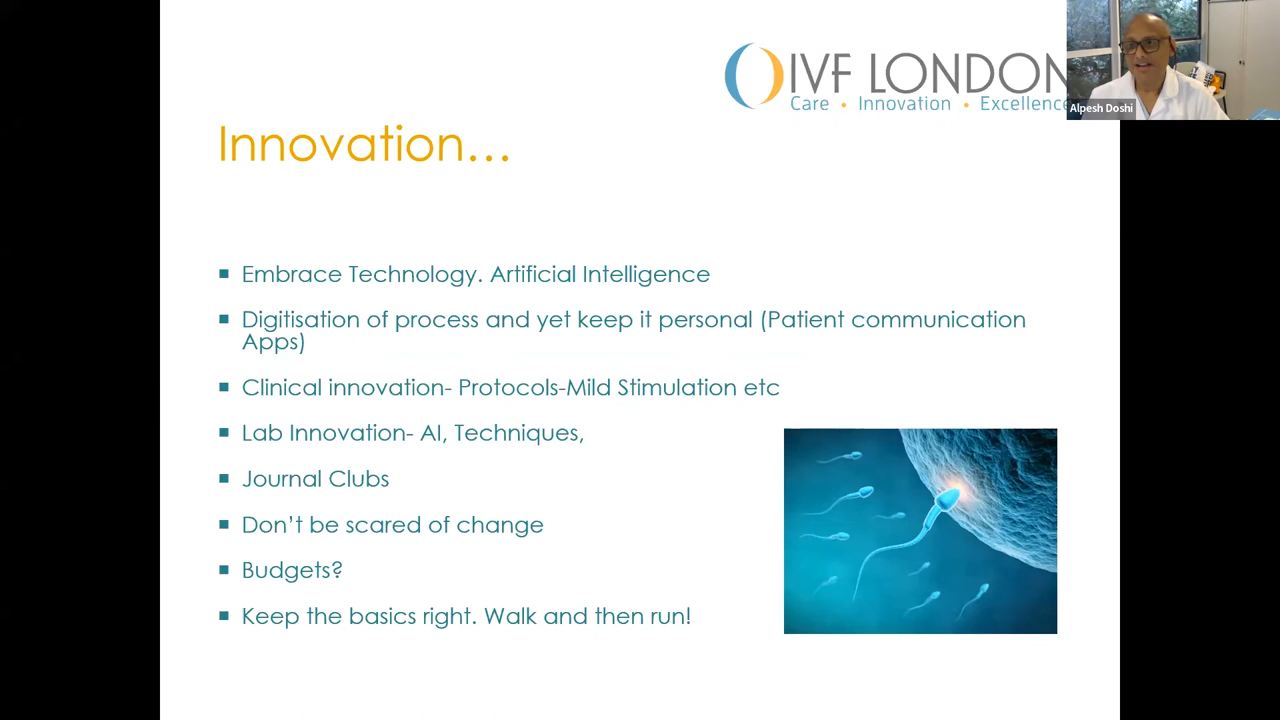 IVF LONDON
Care • Innovation • Excellence
Alpesh Doshi
Innovation...
▪ Embrace Technology. Artificial Intelligence
▪ Digitisation of process and yet keep it personal (Patient communication
Apps)
▪ Clinical innovation- Protocols-Mild Stimulation etc
▪ Lab Innovation- AI, Techniques,
▪ Journal Clubs
▪ Don’t be scared of change
▪ Budgets?
▪ Keep the basics right. Walk and then run!